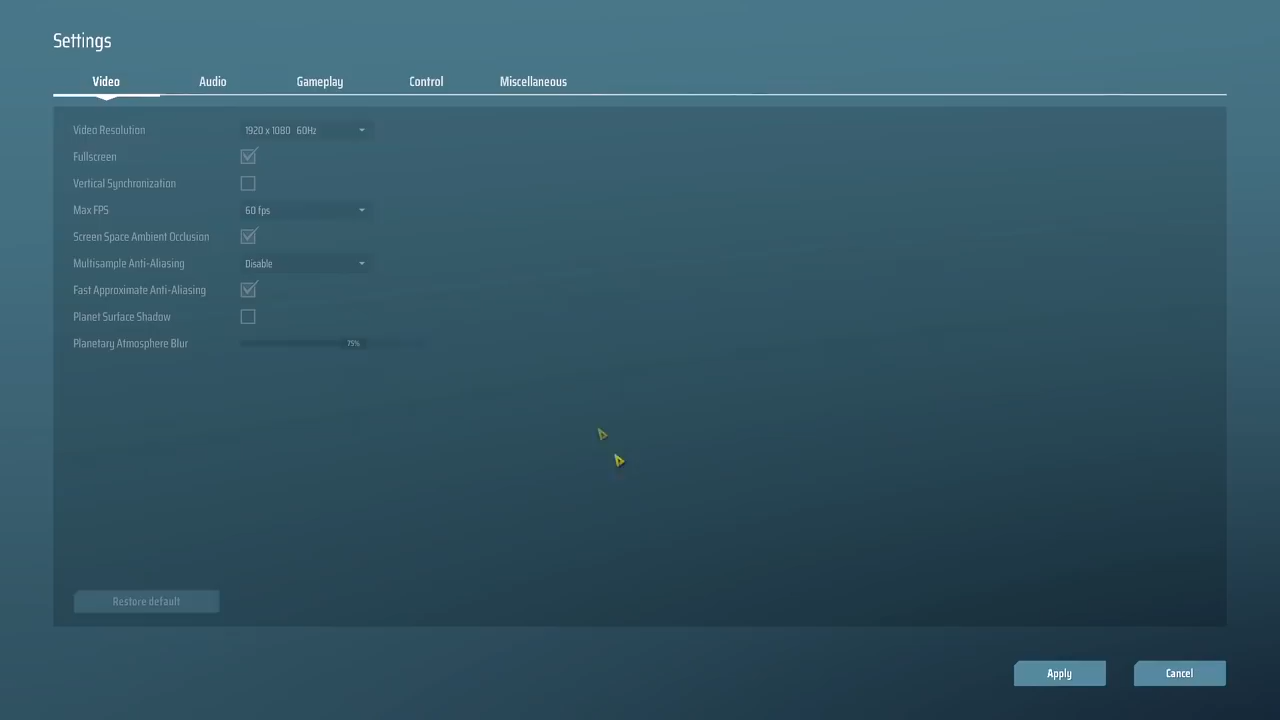 Settings
Video Audio Gameplay Control Miscellaneous
Video Resolution 1920 x 1080 60Hz
Fullscreen
Vertical Synchronization
Max FPS 60 fps
Screen Space Ambient Occlusion
Multisample Anti-Aliasing Disable
Fast Approximate Anti-Aliasing
Planet Surface Shadow
Planetary Atmosphere Blur 75%
Restore default
Apply Cancel